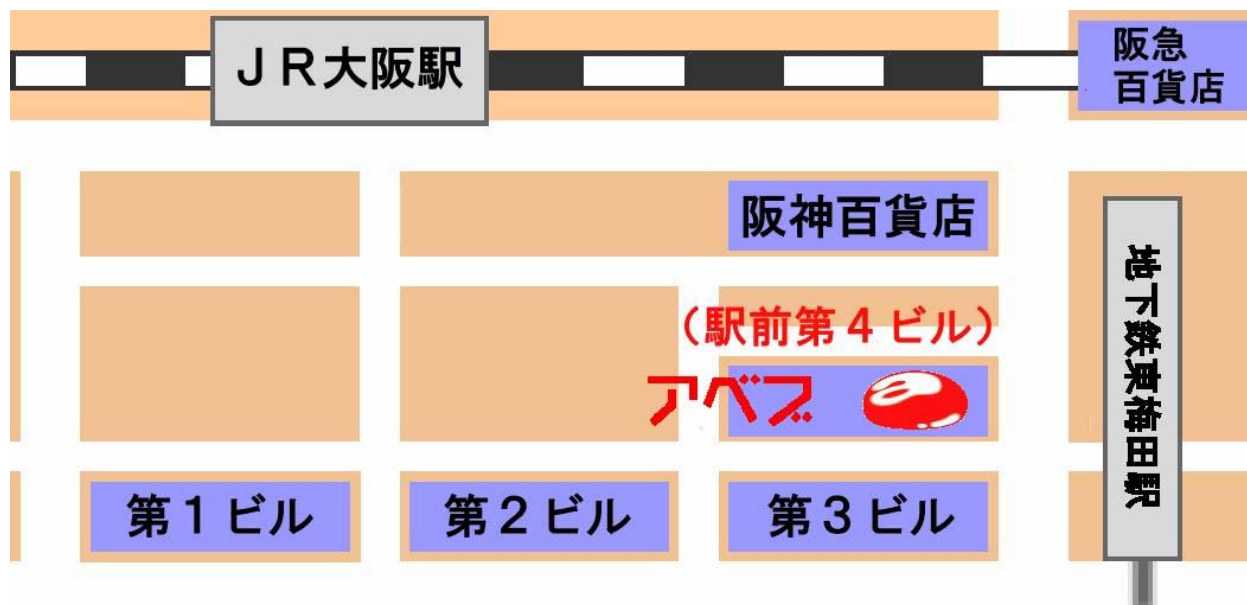 JR大阪駅
阪急
百貨店
阪神百貨店
地下鉄東梅田駅
(駅前第4ビル)
アベブ
第1ビル
第2ビル
第3ビル